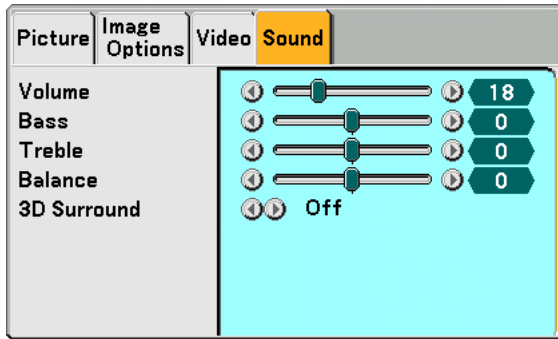 Picture
Image
Options
Video
Sound
Volume 18
Bass 0
Treble 0
Balance 0
3D Surround Off